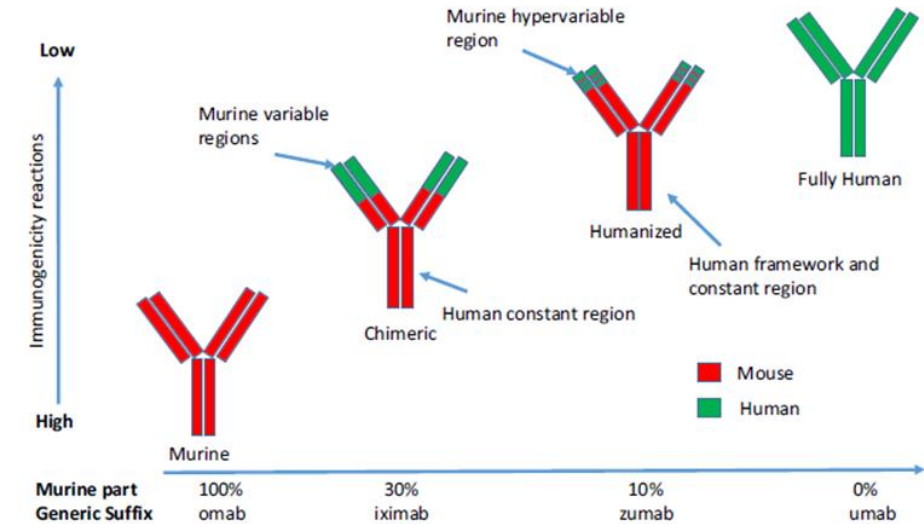 Murine hypervariable
region
Low
Murine variable
regions
Fully Human
Humanized
Immunogenicity reactions
Human framework and
constant region
Human constant region
Chimeric
Mouse
Human
High
Murine
Murine part 100% 30% 10% 0%
Generic Suffix omab iximab zumab umab